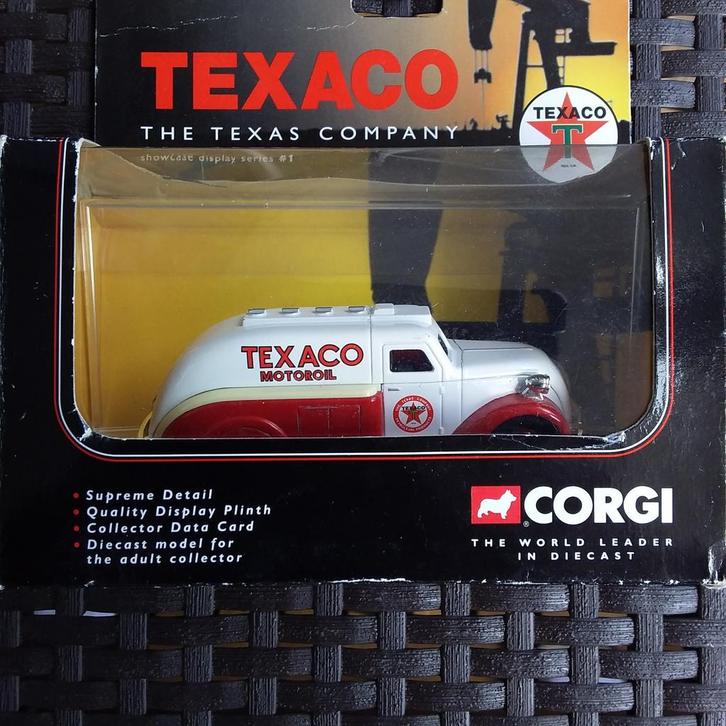 TEXACO
THE TEXAS COMPANY
showcase display series #1
TEXACO
T
TEXACO
MOTOROIL
TEXACO
• Supreme Detail
• Quality Display Plinth
• Collector Data Card
• Diecast model for
the adult collector
CORGI
®
THE WORLD LEADER
IN DIECAST